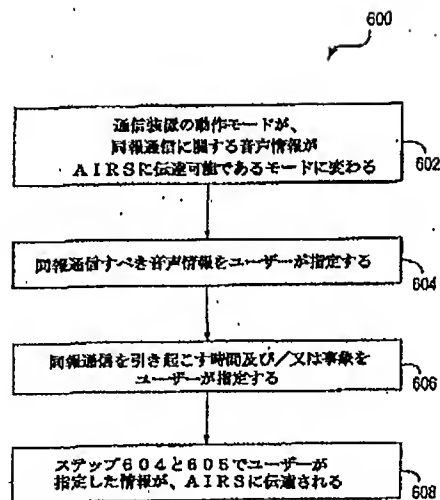 600
通信装置の動作モードが、
同報通信に関する音声情報が
AIRSに伝達可能であるモードに変わる
602
同報通信すべき音声情報をユーザーが指定する
604
同報通信を引き起こす時間及び/又は事象を
ユーザーが指定する
606
ステップ604と605でユーザーが
指定した情報が、AIRSに伝達される
608